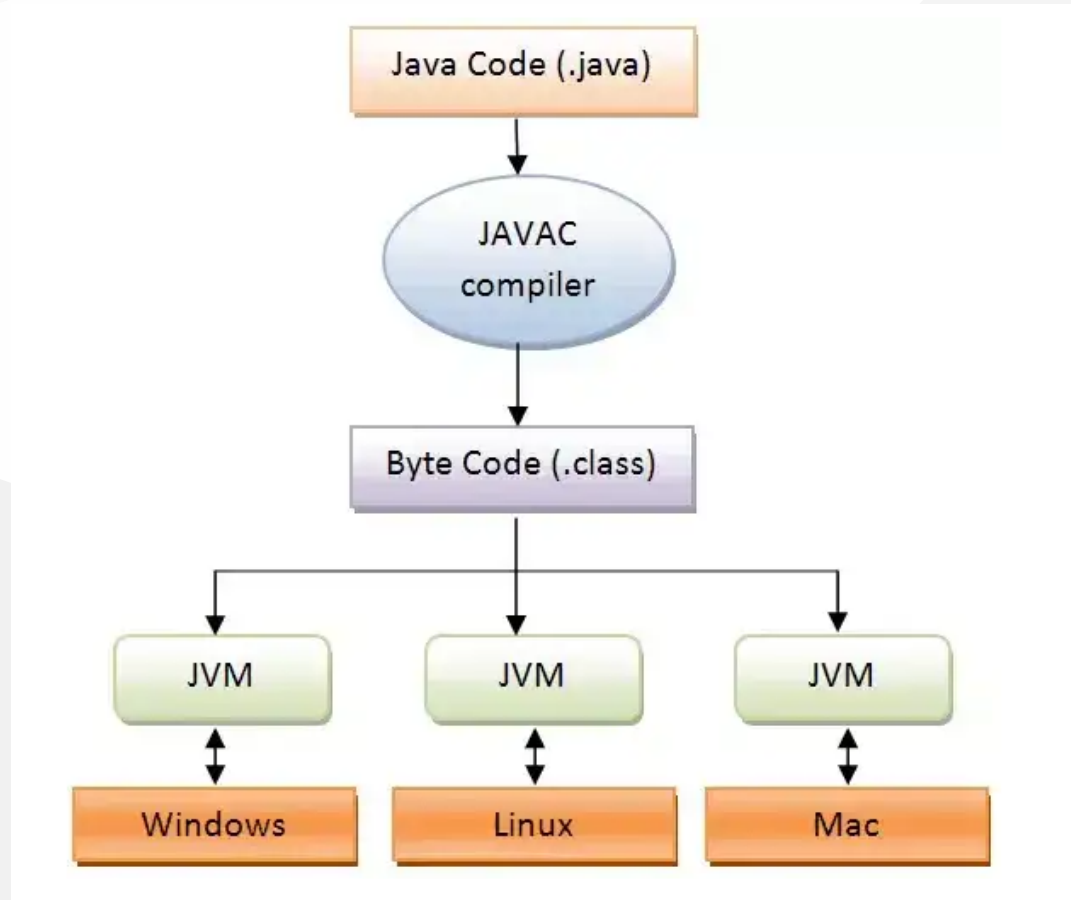 Java Code (.java)
JAVAC
compiler
Byte Code (.class)
JVM
JVM
JVM
Windows
Linux
Mac